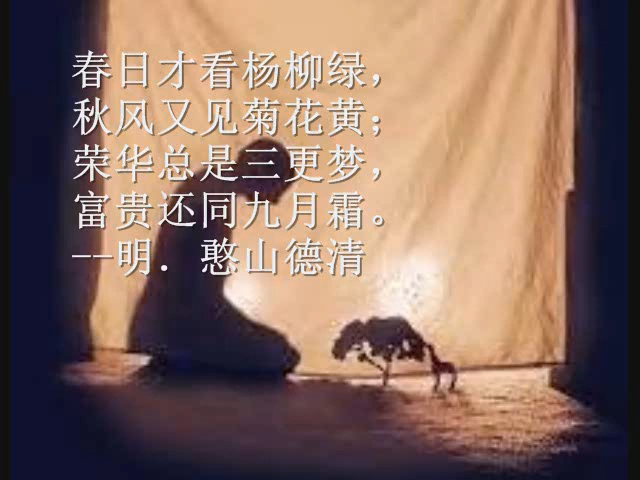 春日才看杨柳绿，
秋风又见菊花黄；
荣华总是三更梦，
富贵还同九月霜。
--明．憨山德清